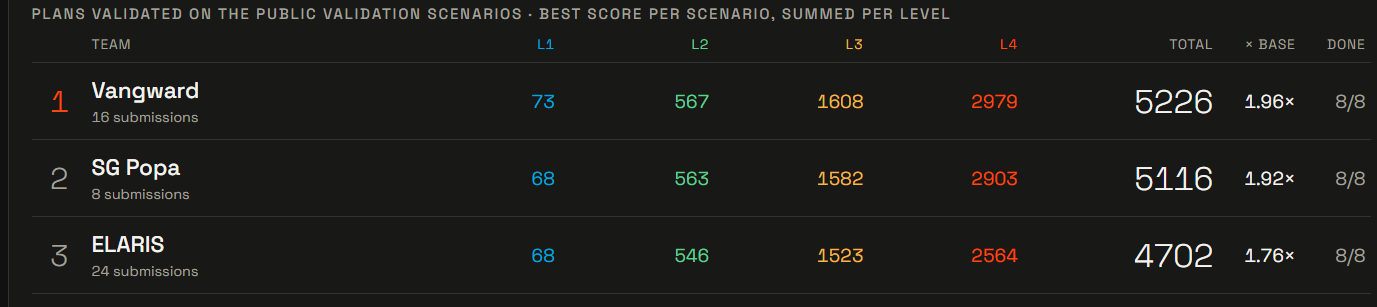 PLANS VALIDATED ON THE PUBLIC VALIDATION SCENARIOS · BEST SCORE PER SCENARIO, SUMMED PER LEVEL
TEAM L1 L2 L3 L4 TOTAL × BASE DONE
1 Vangward 73 567 1608 2979 5226 1.96× 8/8
16 submissions
2 SG Popa 68 563 1582 2903 5116 1.92× 8/8
8 submissions
3 ELARIS 68 546 1523 2564 4702 1.76× 8/8
24 submissions